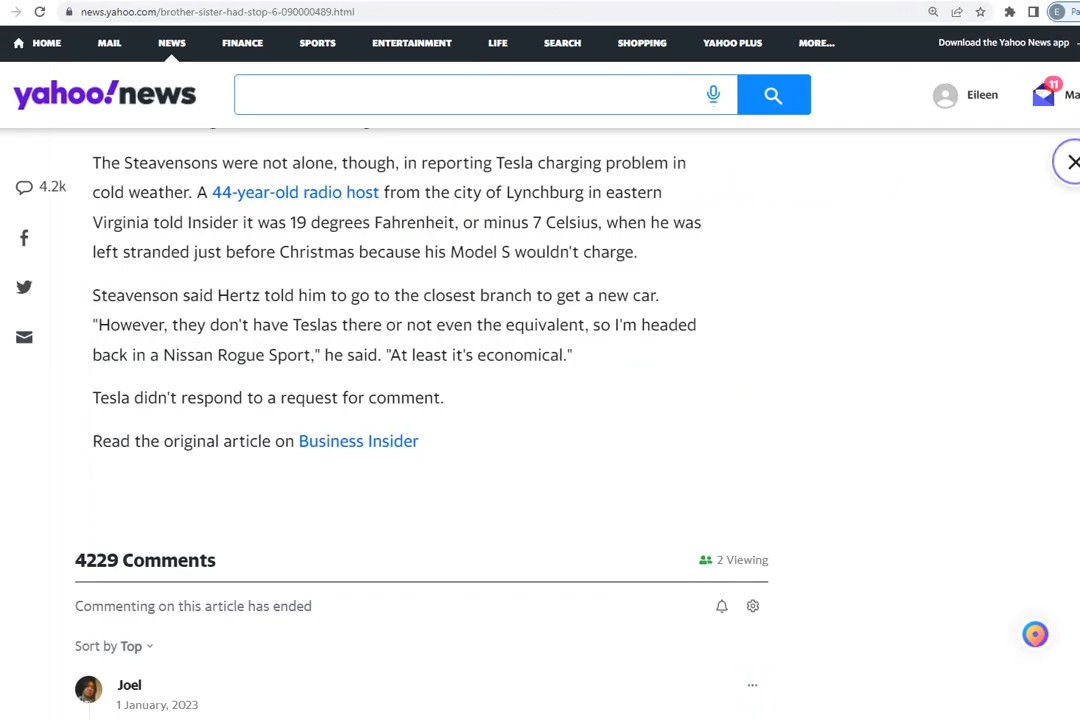 news.yahoo.com/brother-sister-had-stop-6-090000489.html
E
Pa
HOME MAIL NEWS FINANCE SPORTS ENTERTAINMENT LIFE SEARCH SHOPPING YAHOO PLUS MORE... Download the Yahoo News app
yahoo!news
Eileen
11
Ma
The Steavensons were not alone, though, in reporting Tesla charging problem in
cold weather. A 44-year-old radio host from the city of Lynchburg in eastern
Virginia told Insider it was 19 degrees Fahrenheit, or minus 7 Celsius, when he was
left stranded just before Christmas because his Model S wouldn't charge.
4.2k
Steavenson said Hertz told him to go to the closest branch to get a new car.
"However, they don't have Teslas there or not even the equivalent, so I'm headed
back in a Nissan Rogue Sport," he said. "At least it's economical."
Tesla didn't respond to a request for comment.
Read the original article on Business Insider
4229 Comments
2 Viewing
Commenting on this article has ended
Sort by Top
Joel
1 January, 2023